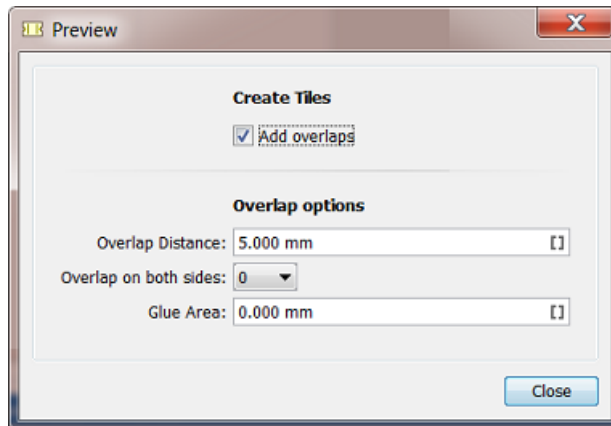 Preview
Create Tiles
Add overlaps
Overlap options
Overlap Distance: 5.000 mm
Overlap on both sides: 0
Glue Area: 0.000 mm
Close